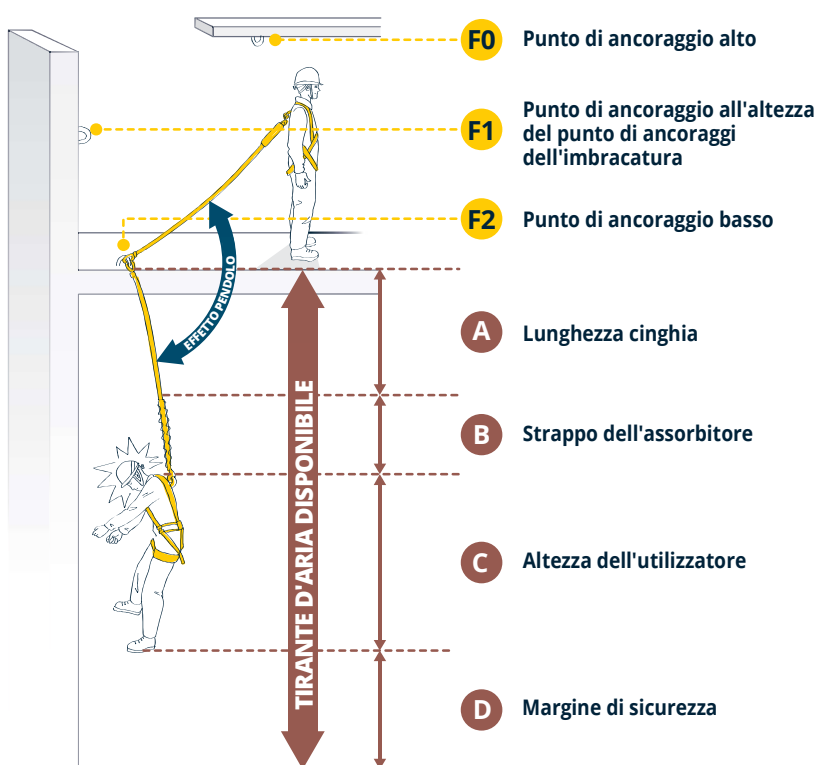 F0 Punto di ancoraggio alto
F1 Punto di ancoraggio all'altezza
del punto di ancoraggi
dell'imbracatura
F2 Punto di ancoraggio basso
EFFETTO PENDOLO
TIRANTE D'ARIA DISPONIBILE
A Lunghezza cinghia
B Strappo dell'assorbitore
C Altezza dell'utilizzatore
D Margine di sicurezza